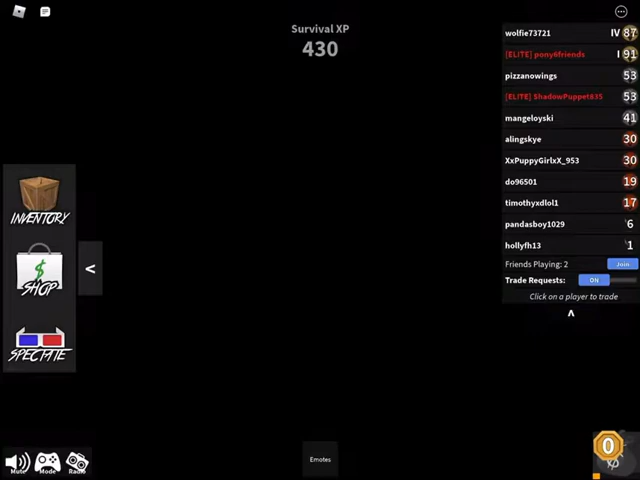 Survival XP
430
wolfie73721 IV 87
[ELITE] pony6friends I 91
pizzanowings 53
[ELITE] ShadowPuppet635 53
mangeloyski 41
alingskye 30
XxPuppyGirlxX_953 30
do96501 19
timothyxdlol1 17
pandasboy1029 6
hollyfh13 1
Friends Playing: 2 Join
Trade Requests: ON
Click on a player to trade
INVENTORY
<
$
SHOP
SPECTATE
Mute Mode Radio
Emotes
0